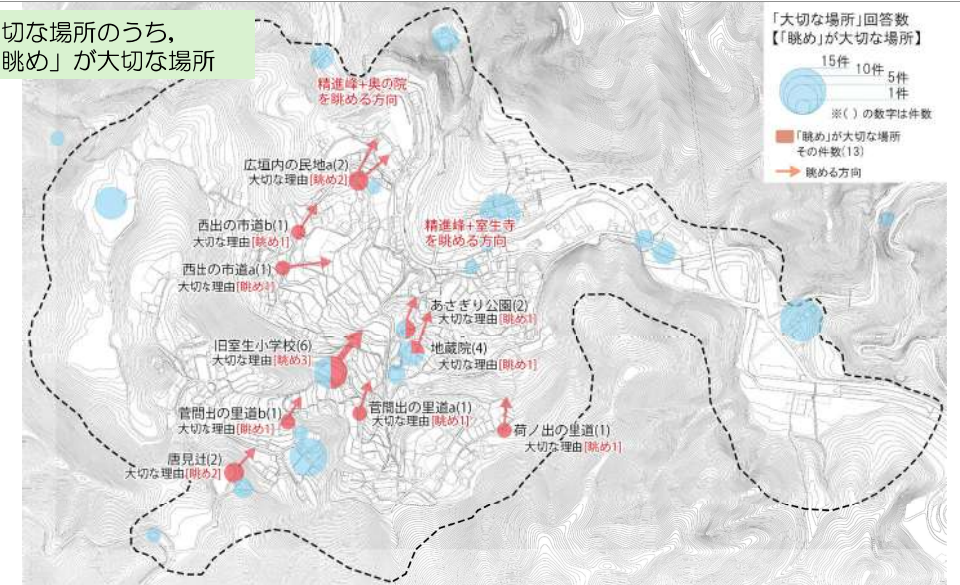 切な場所のうち,
眺め」が大切な場所
「大切な場所」回答数
【「眺め」が大切な場所】
15件
10件
5件
1件
※( )の数字は件数
「眺め」が大切な場所
その件数(13)
眺める方向
精進峰+奥の院
を眺める方向
広垣内の民地a(2)
大切な理由[眺め2]
西出の市道b(1)
大切な理由[眺め1]
精進峰+室生寺
を眺める方向
西出の市道a(1)
大切な理由[眺め1]
あさぎり公園(2)
大切な理由[眺め1]
旧室生小学校(6)
大切な理由[眺め3]
地蔵院(4)
大切な理由[眺め1]
菅間出の里道b(1)
大切な理由[眺め1]
菅間出の里道a(1)
大切な理由[眺め1]
荷ノ出の里道(1)
大切な理由[眺め1]
唐見辻(2)
大切な理由[眺め2]